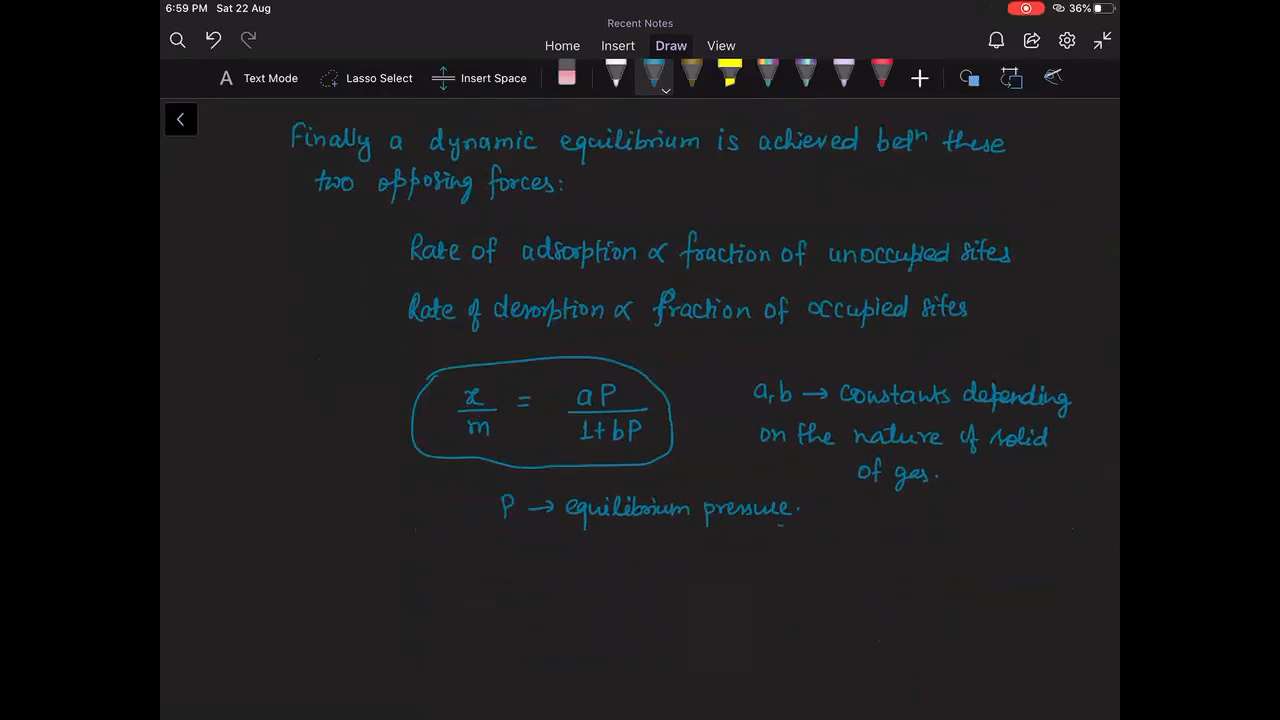 6:59 PM Sat 22 Aug
36%
Recent Notes
Home Insert Draw View
Text Mode Lasso Select Insert Space
Finally a dynamic equilibrium is achieved betn these
two opposing forces:
Rate of adsorption ∝ fraction of unoccupied sites
Rate of desorption ∝ fraction of occupied sites
x/m = aP/1+bP
a,b → constants depending
on the nature of solid
of gas.
P → equilibrium pressure.